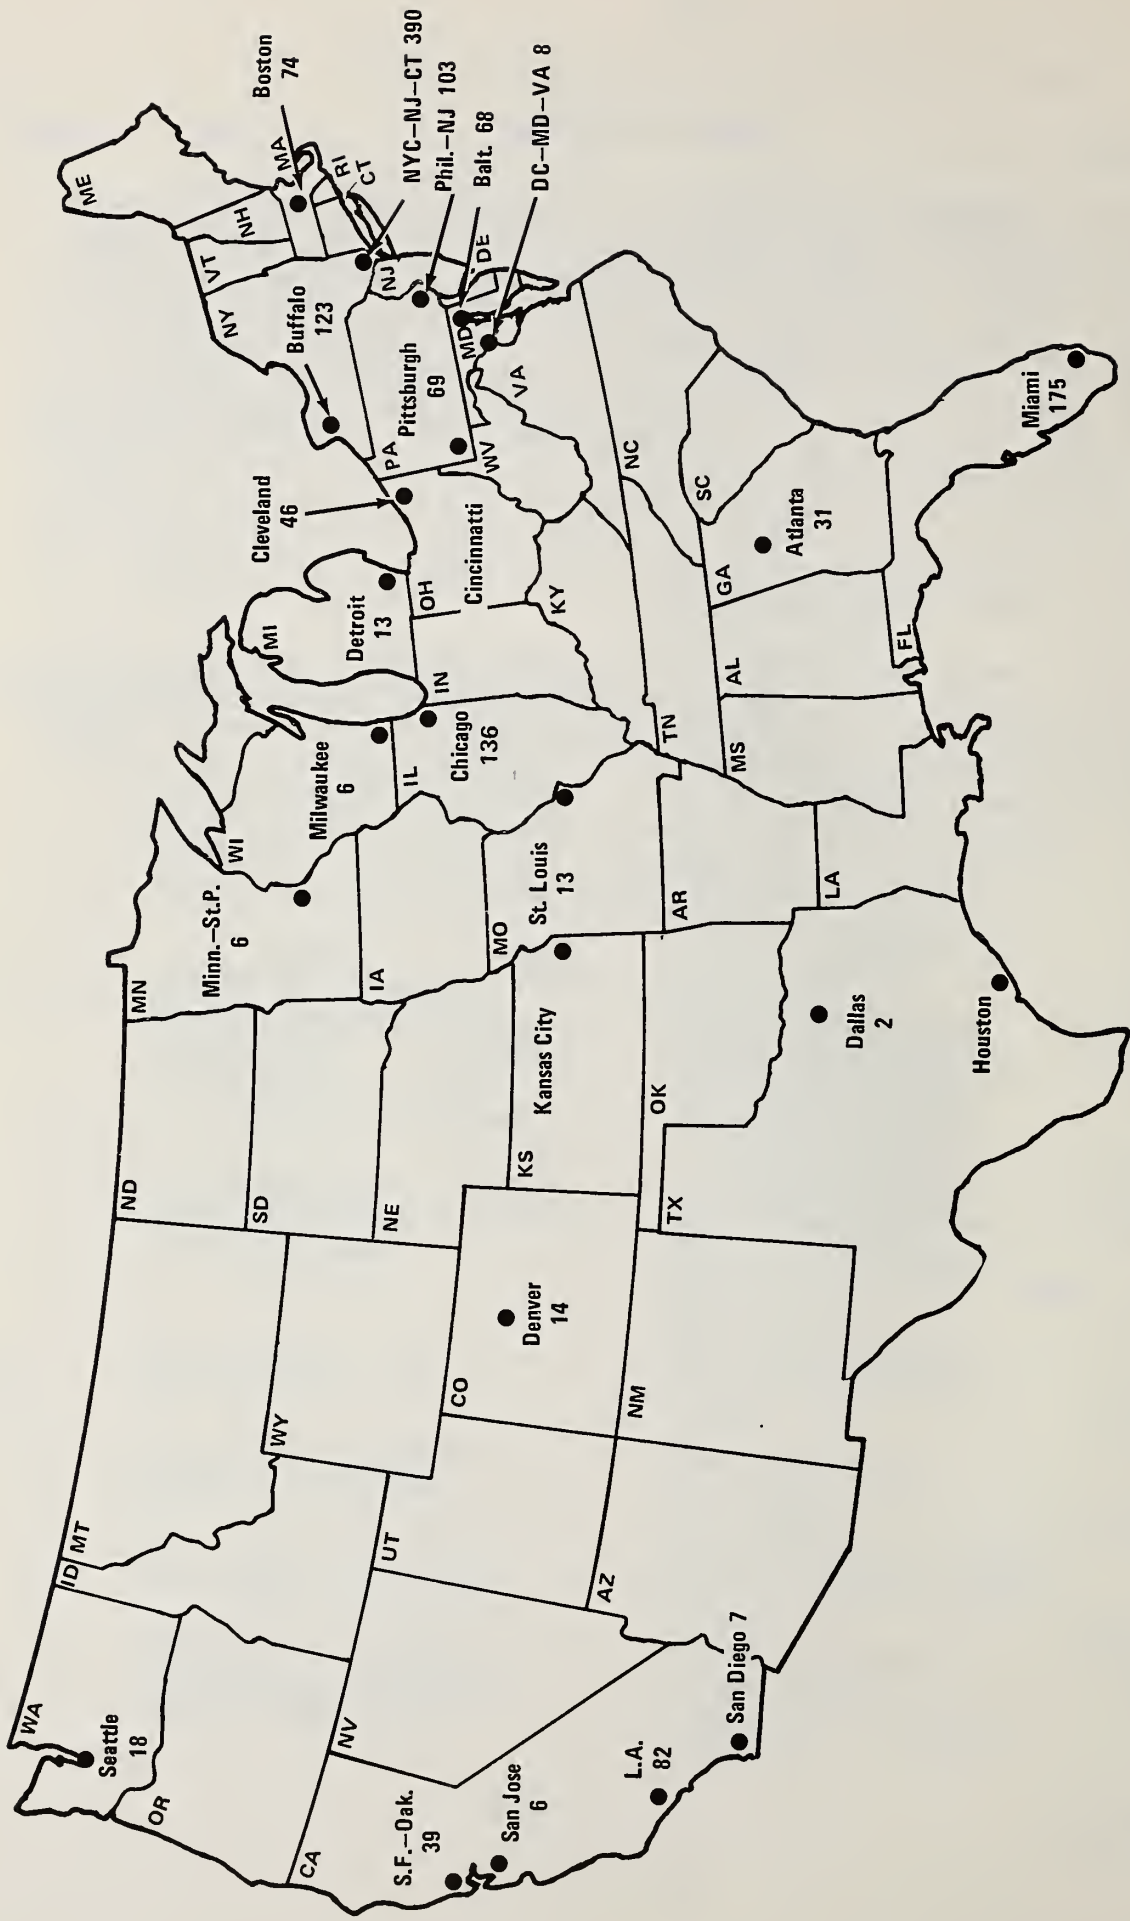 WA
Seattle
18
OR
CA
S.F.–Oak.
39
San Jose
6
L.A.
82
San Diego 7
NV
ID
MT
UT
AZ
WY
CO
Denver
14
NM
ND
SD
NE
KS
Kansas City
OK
TX
Dallas
2
Houston
MN
Minn.–St.P.
6
IA
MO
St. Louis
13
AR
LA
WI
Milwaukee
6
IL
Chicago
136
MI
Detroit
13
IN
OH
Cincinnati
Cleveland
46
KY
TN
MS
AL
GA
Atlanta
31
FL
Miami
175
SC
NC
VA
WV
PA
Pittsburgh
69
NY
Buffalo
123
VT
NH
ME
MA
Boston
74
RI
CT
NJ
DE
MD
NYC–NJ–CT 390
Phil.–NJ 103
Balt. 68
DC–MD–VA 8